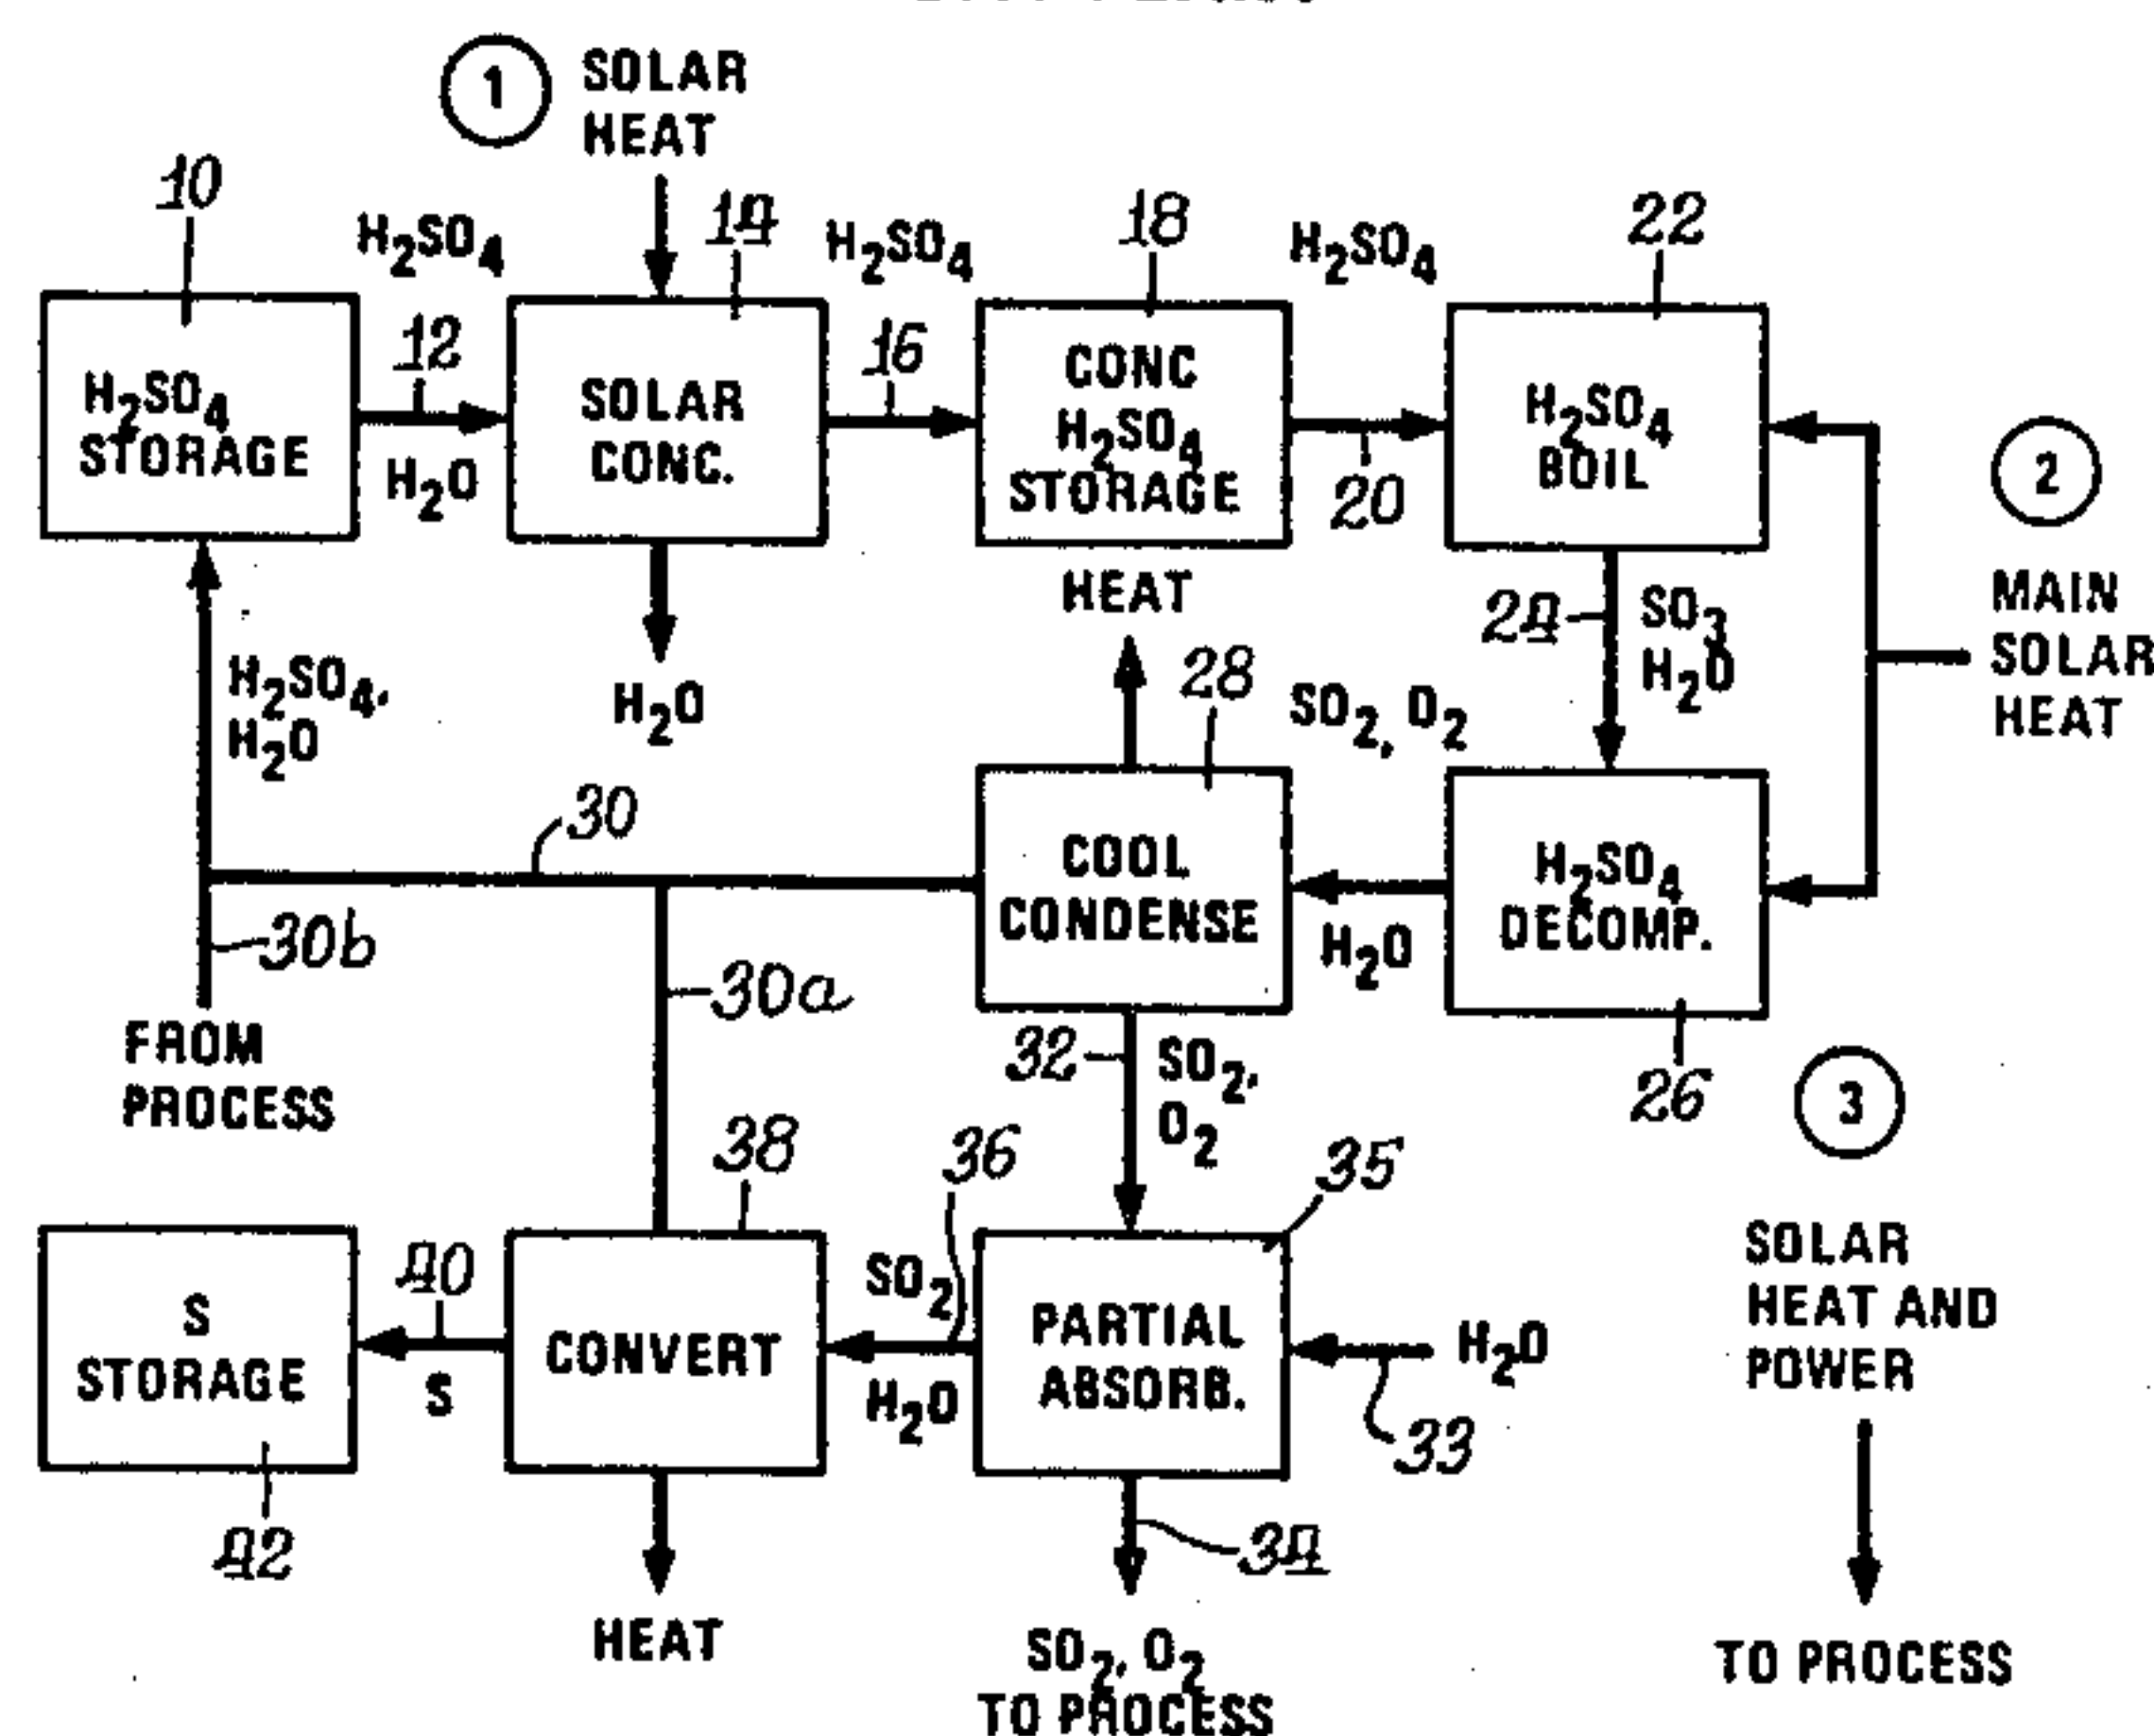 1
SOLAR
HEAT
10
H2SO4
14
H2SO4
18
H2SO4
22
12
16
H2SO4
STORAGE
H2O
SOLAR
CONC.
CONC
H2SO4
STORAGE
20
H2SO4
BOIL
2
MAIN
SOLAR
HEAT
H2SO4,
H2O
H2O
HEAT
28
24
SO3
H2O
SO2, O2
30
30b
30a
COOL
CONDENSE
H2O
H2SO4
DECOMP.
26
FROM
PROCESS
32
SO2,
O2
3
38
36
35
S
STORAGE
42
40
S
CONVERT
SO2
H2O
PARTIAL
ABSORB.
H2O
33
SOLAR
HEAT AND
POWER
HEAT
34
SO2, O2
TO PROCESS
TO PROCESS